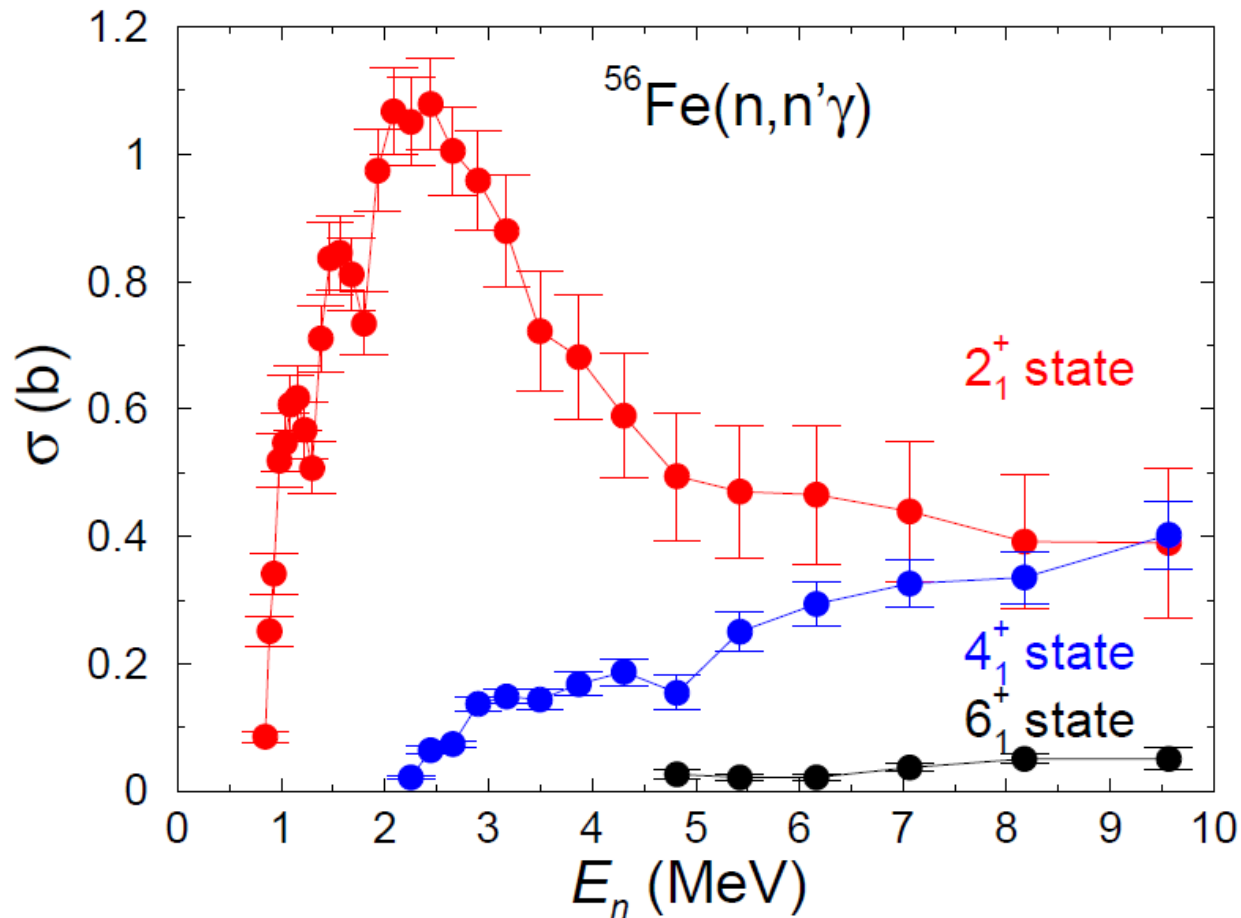 ⁵⁶Fe(n,n’γ)
σ (b)
1.2
1
0.8
0.6
0.4
0.2
0
2₁⁺ state
4₁⁺ state
6₁⁺ state
0 1 2 3 4 5 6 7 8 9 10
Eₙ (MeV)